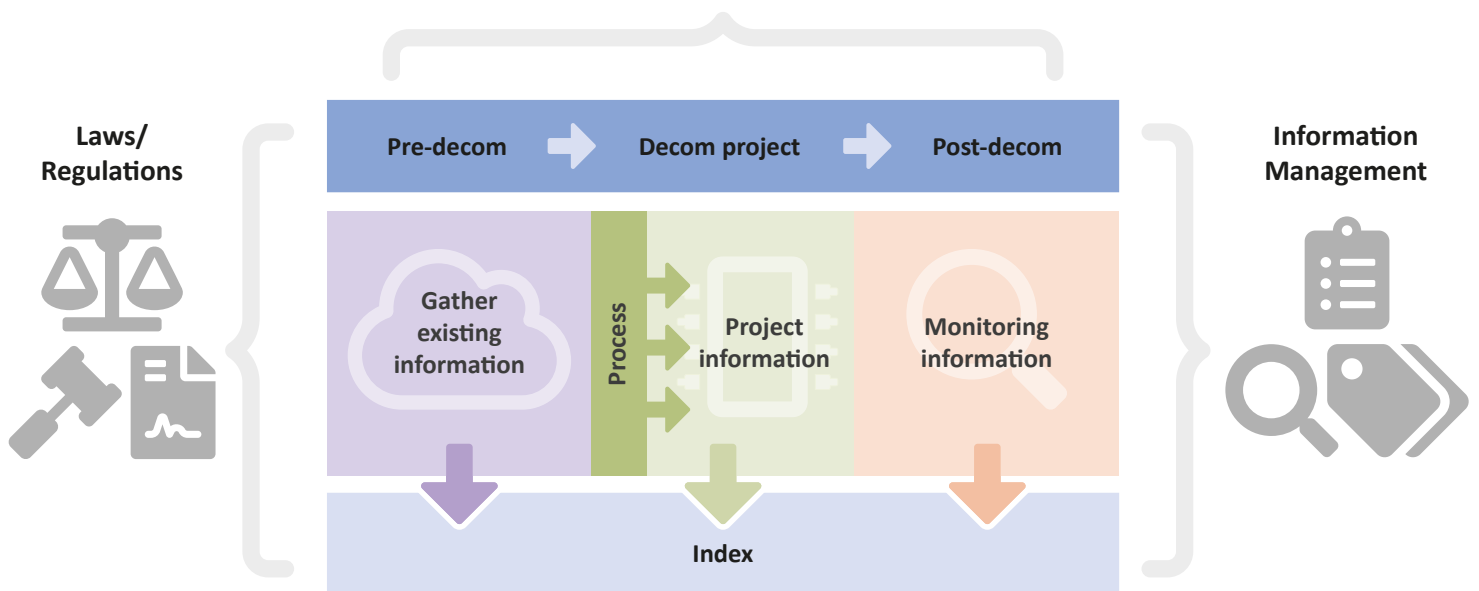 Laws/
Regulations
Pre-decom
Decom project
Post-decom
Information
Management
Gather
existing
information
Process
Project
information
Monitoring
information
Index